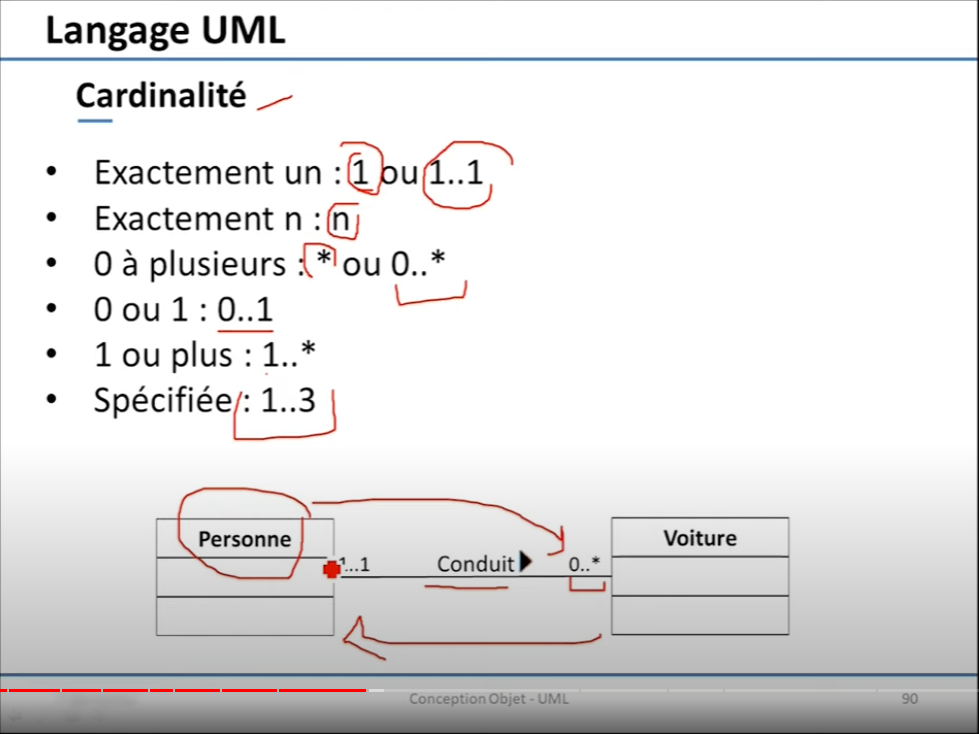 Langage UML
Cardinalité
• Exactement un : 1 ou 1..1
• Exactement n : n
• 0 à plusieurs : * ou 0..*
• 0 ou 1 : 0..1
• 1 ou plus : 1..*
• Spécifiée : 1..3
Personne
Voiture
1..1
Conduit
0..*
Conception Objet - UML
90